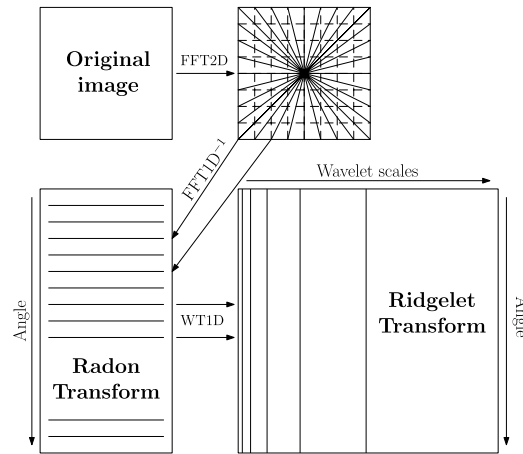 Original
image
FFT2D
FFT1D⁻¹
Wavelet scales
Angle
WT1D
Radon
Transform
Ridgelet
Transform
Angle